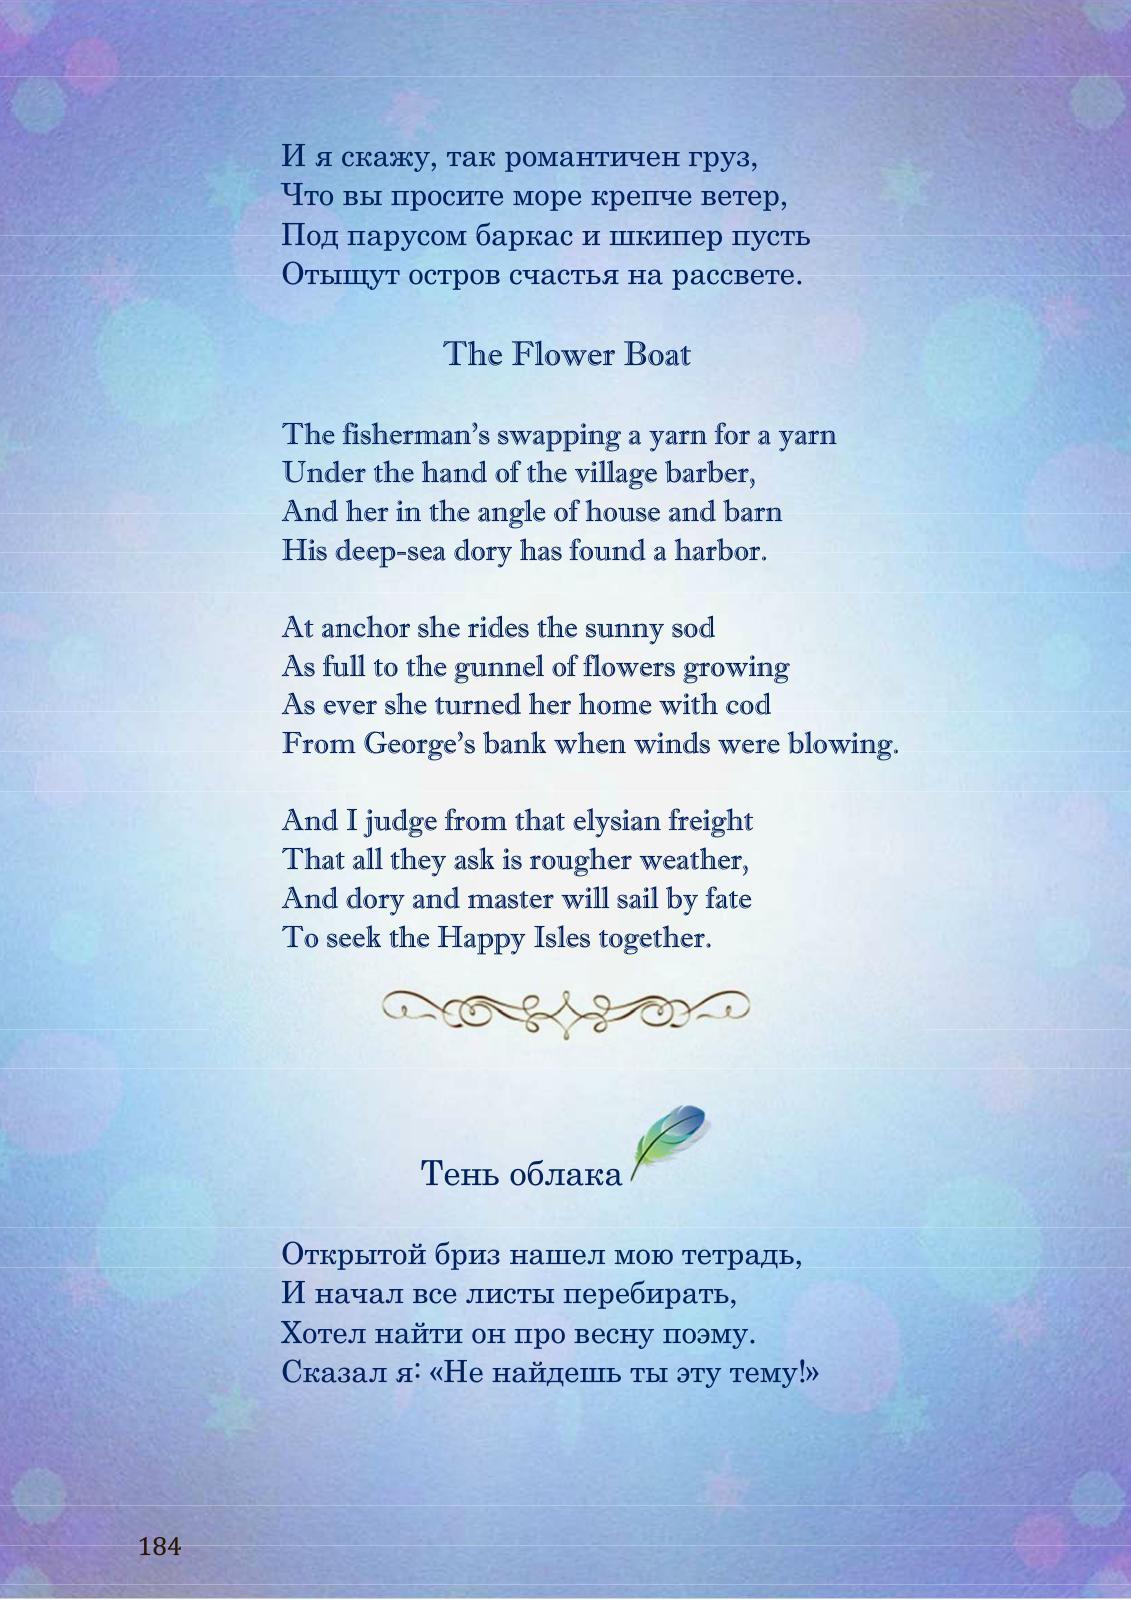 И я скажу, так романтичен груз,
Что вы просите море крепче ветер,
Под парусом баркас и шкипер пусть
Отыщут остров счастья на рассвете.
The Flower Boat
The fisherman’s swapping a yarn for a yarn
Under the hand of the village barber,
And her in the angle of house and barn
His deep-sea dory has found a harbor.
At anchor she rides the sunny sod
As full to the gunnel of flowers growing
As ever she turned her home with cod
From George’s bank when winds were blowing.
And I judge from that elysian freight
That all they ask is rougher weather,
And dory and master will sail by fate
To seek the Happy Isles together.
Тень облака
Открытой бриз нашел мою тетрадь,
И начал все листы перебирать,
Хотел найти он про весну поэму.
Сказал я: «Не найдешь ты эту тему!»
184